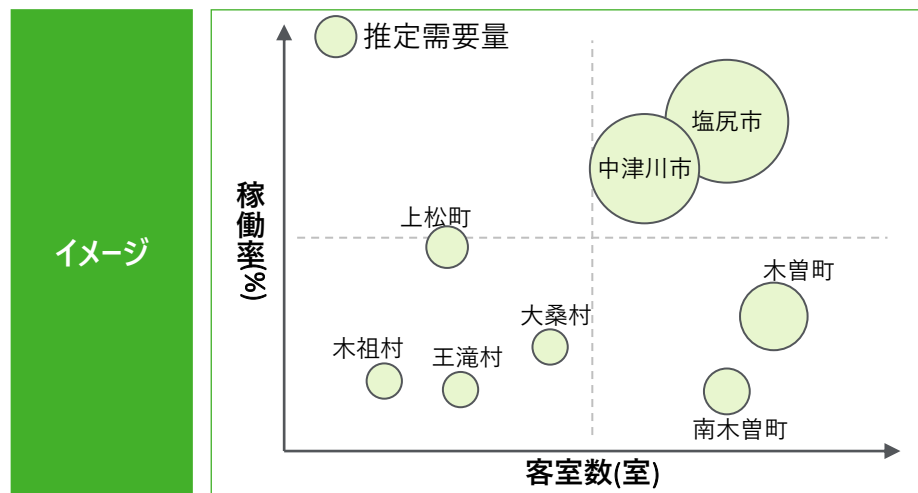 イメージ
推定需要量
稼働率(%)
塩尻市
中津川市
上松町
木曽町
大桑村
木祖村
王滝村
南木曽町
客室数(室)